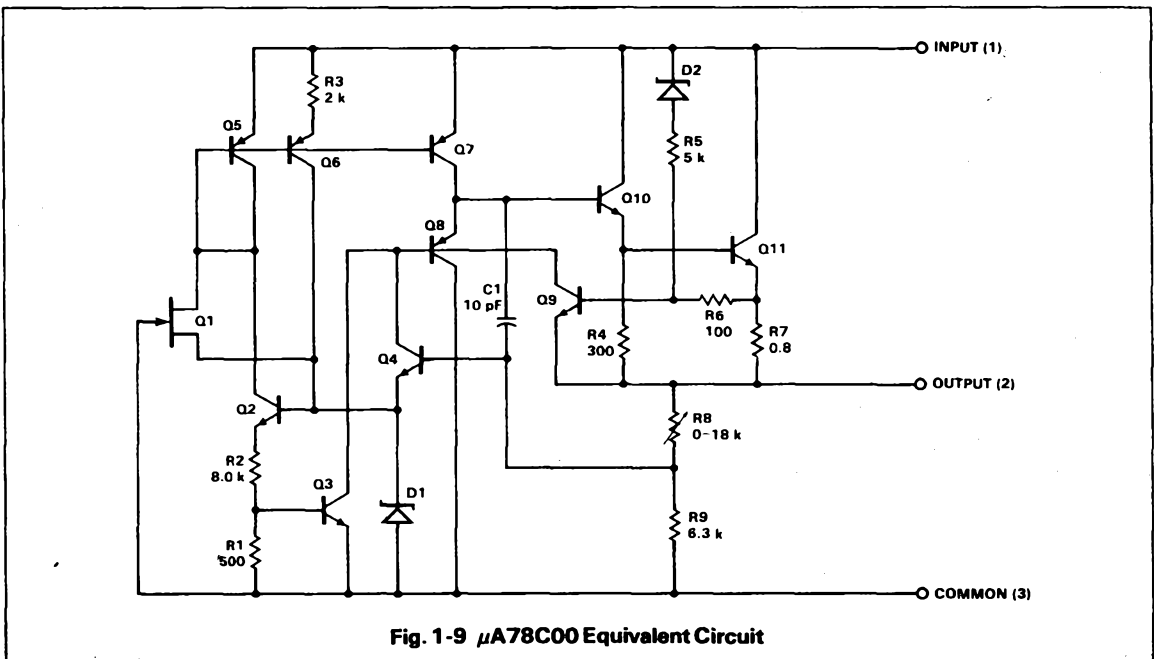 INPUT (1)
R3
2 k
D2
Q5
Q6
Q7
R5
5 k
Q10
Q8
Q11
C1
10 pF
Q9
Q1
R6
100
R4
300
R7
0.8
Q4
OUTPUT (2)
Q2
R8
0-18 k
R2
8.0 k
Q3
D1
R9
6.3 k
R1
500
COMMON (3)
Fig. 1-9 μA78C00 Equivalent Circuit